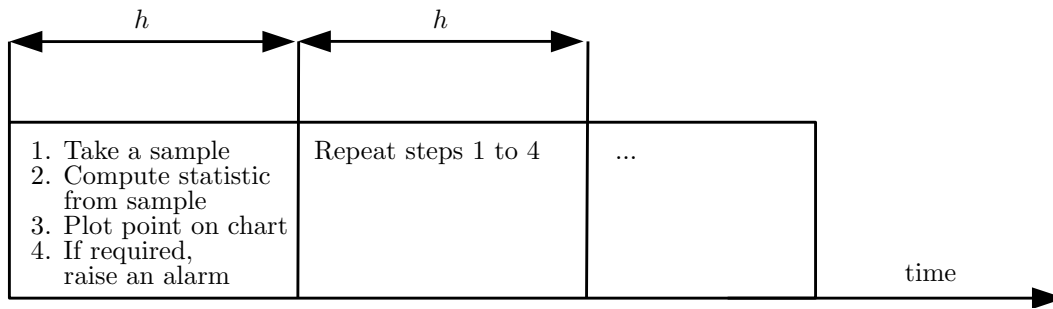 h
h
1. Take a sample
2. Compute statistic
from sample
3. Plot point on chart
4. If required,
raise an alarm
Repeat steps 1 to 4
...
time